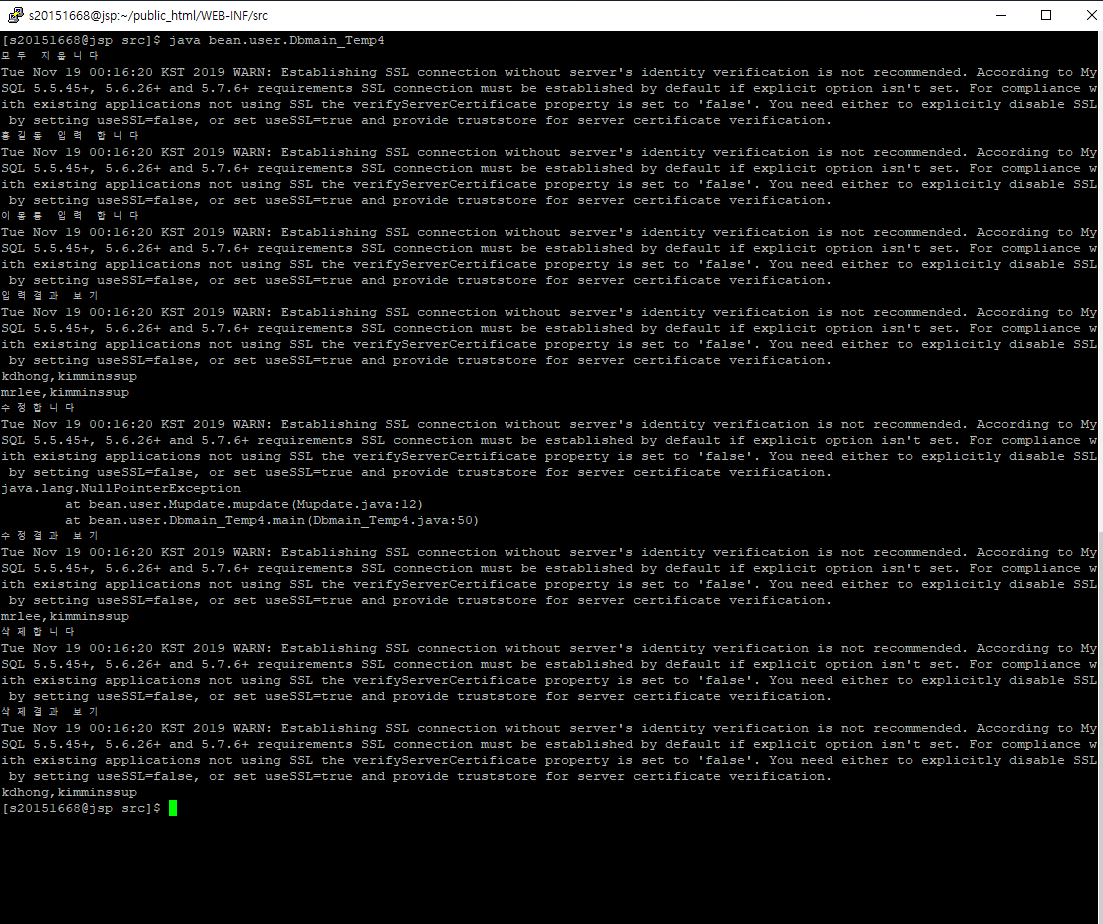 s20151668@jsp:~/public_html/WEB-INF/src
[s20151668@jsp src]$ java bean.user.Dbmain_Temp4
모두 지웁니다
Tue Nov 19 00:16:20 KST 2019 WARN: Establishing SSL connection without server's identity verification is not recommended. According to My
SQL 5.5.45+, 5.6.26+ and 5.7.6+ requirements SSL connection must be established by default if explicit option isn't set. For compliance w
ith existing applications not using SSL the verifyServerCertificate property is set to 'false'. You need either to explicitly disable SSL
 by setting useSSL=false, or set useSSL=true and provide truststore for server certificate verification.
홍길동 입력 합니다
Tue Nov 19 00:16:20 KST 2019 WARN: Establishing SSL connection without server's identity verification is not recommended. According to My
SQL 5.5.45+, 5.6.26+ and 5.7.6+ requirements SSL connection must be established by default if explicit option isn't set. For compliance w
ith existing applications not using SSL the verifyServerCertificate property is set to 'false'. You need either to explicitly disable SSL
 by setting useSSL=false, or set useSSL=true and provide truststore for server certificate verification.
이몽룡 입력 합니다
Tue Nov 19 00:16:20 KST 2019 WARN: Establishing SSL connection without server's identity verification is not recommended. According to My
SQL 5.5.45+, 5.6.26+ and 5.7.6+ requirements SSL connection must be established by default if explicit option isn't set. For compliance w
ith existing applications not using SSL the verifyServerCertificate property is set to 'false'. You need either to explicitly disable SSL
 by setting useSSL=false, or set useSSL=true and provide truststore for server certificate verification.
입력결과 보기
Tue Nov 19 00:16:20 KST 2019 WARN: Establishing SSL connection without server's identity verification is not recommended. According to My
SQL 5.5.45+, 5.6.26+ and 5.7.6+ requirements SSL connection must be established by default if explicit option isn't set. For compliance w
ith existing applications not using SSL the verifyServerCertificate property is set to 'false'. You need either to explicitly disable SSL
 by setting useSSL=false, or set useSSL=true and provide truststore for server certificate verification.
kdhong,kimminssup
mrlee,kimminssup
수정합니다
Tue Nov 19 00:16:20 KST 2019 WARN: Establishing SSL connection without server's identity verification is not recommended. According to My
SQL 5.5.45+, 5.6.26+ and 5.7.6+ requirements SSL connection must be established by default if explicit option isn't set. For compliance w
ith existing applications not using SSL the verifyServerCertificate property is set to 'false'. You need either to explicitly disable SSL
 by setting useSSL=false, or set useSSL=true and provide truststore for server certificate verification.
java.lang.NullPointerException
        at bean.user.Mupdate.mupdate(Mupdate.java:12)
        at bean.user.Dbmain_Temp4.main(Dbmain_Temp4.java:50)
수정결과 보기
Tue Nov 19 00:16:20 KST 2019 WARN: Establishing SSL connection without server's identity verification is not recommended. According to My
SQL 5.5.45+, 5.6.26+ and 5.7.6+ requirements SSL connection must be established by default if explicit option isn't set. For compliance w
ith existing applications not using SSL the verifyServerCertificate property is set to 'false'. You need either to explicitly disable SSL
 by setting useSSL=false, or set useSSL=true and provide truststore for server certificate verification.
mrlee,kimminssup
삭제합니다
Tue Nov 19 00:16:20 KST 2019 WARN: Establishing SSL connection without server's identity verification is not recommended. According to My
SQL 5.5.45+, 5.6.26+ and 5.7.6+ requirements SSL connection must be established by default if explicit option isn't set. For compliance w
ith existing applications not using SSL the verifyServerCertificate property is set to 'false'. You need either to explicitly disable SSL
 by setting useSSL=false, or set useSSL=true and provide truststore for server certificate verification.
삭제결과 보기
Tue Nov 19 00:16:20 KST 2019 WARN: Establishing SSL connection without server's identity verification is not recommended. According to My
SQL 5.5.45+, 5.6.26+ and 5.7.6+ requirements SSL connection must be established by default if explicit option isn't set. For compliance w
ith existing applications not using SSL the verifyServerCertificate property is set to 'false'. You need either to explicitly disable SSL
 by setting useSSL=false, or set useSSL=true and provide truststore for server certificate verification.
kdhong,kimminssup
[s20151668@jsp src]$